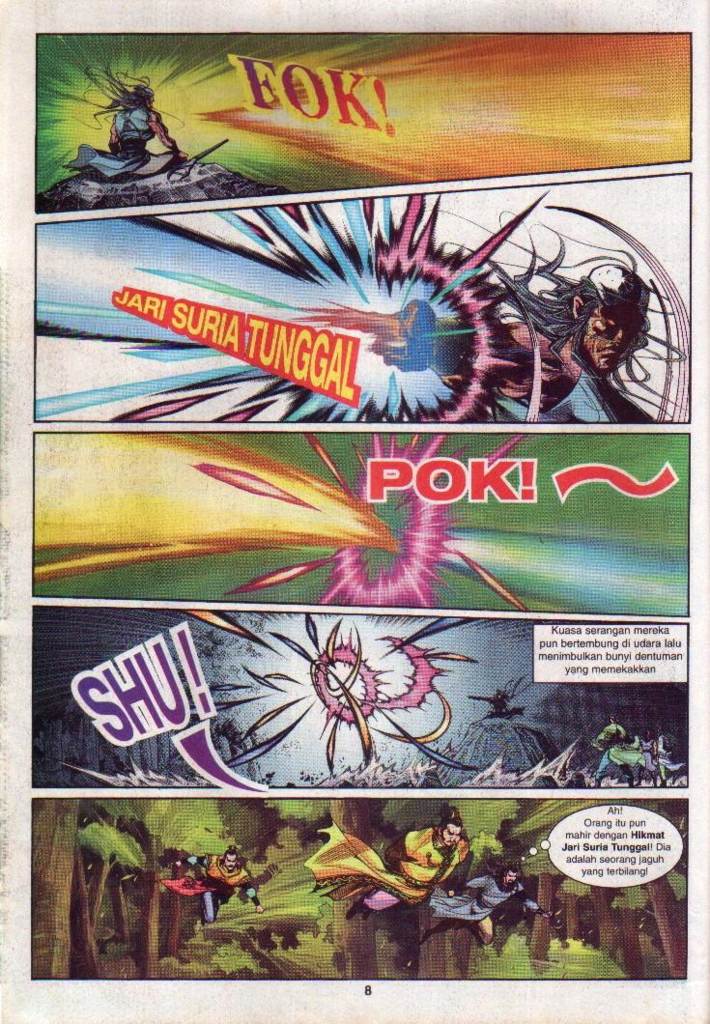 FOK!
JARI SURIA TUNGGAL
POK!
SHU!
Kuasa serangan mereka
pun bertembung di udara lalu
menimbulkan bunyi dentuman
yang memekakkan
Ah!
Orang itu pun
mahir dengan Hikmat
Jari Suria Tunggal! Dia
adalah seorang jaguh
yang terbilang!
8